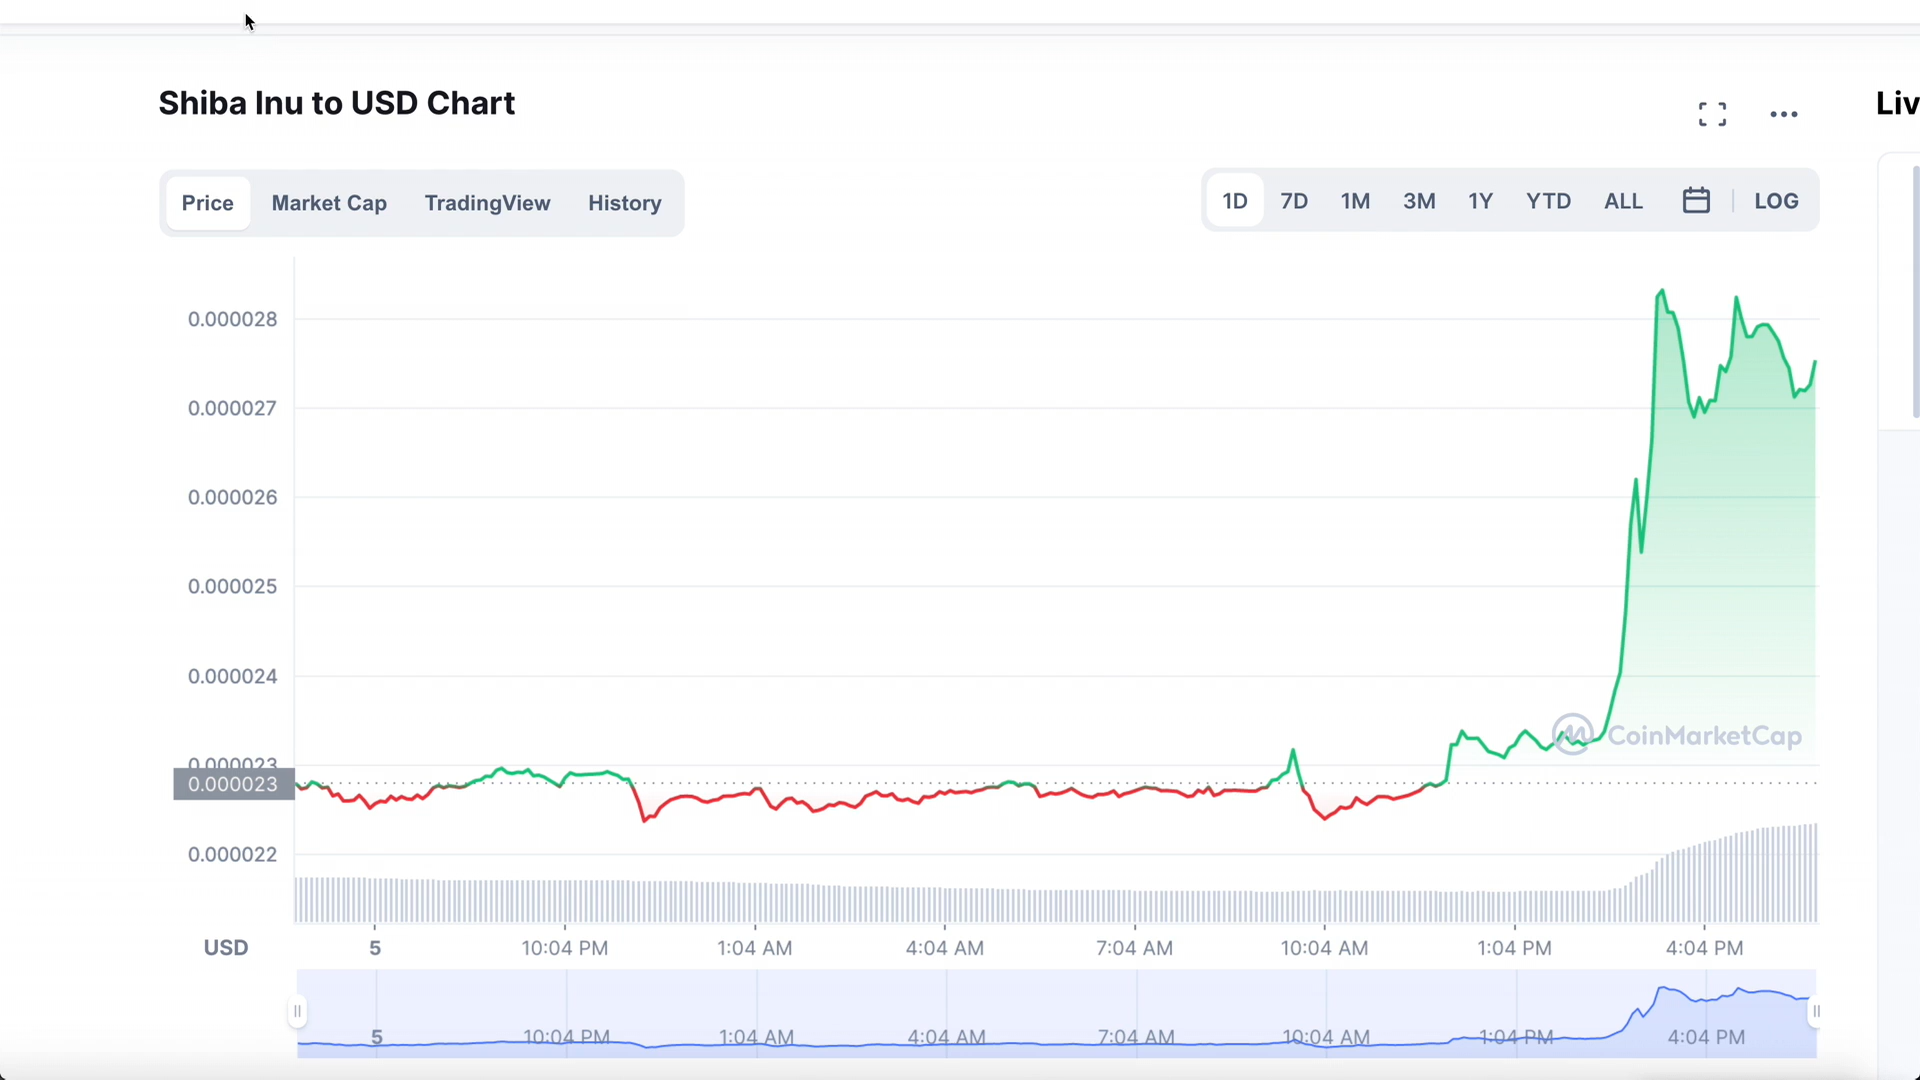 Shiba Inu to USD Chart
Liv
Price Market Cap TradingView History
1D 7D 1M 3M 1Y YTD ALL LOG
0.000028
0.000027
0.000026
0.000025
0.000024
CoinMarketCap
0.000023
0.000023
0.000022
USD 5 10:04 PM 1:04 AM 4:04 AM 7:04 AM 10:04 AM 1:04 PM 4:04 PM
5 10:04 PM 1:04 AM 4:04 AM 7:04 AM 10:04 AM 1:04 PM 4:04 PM